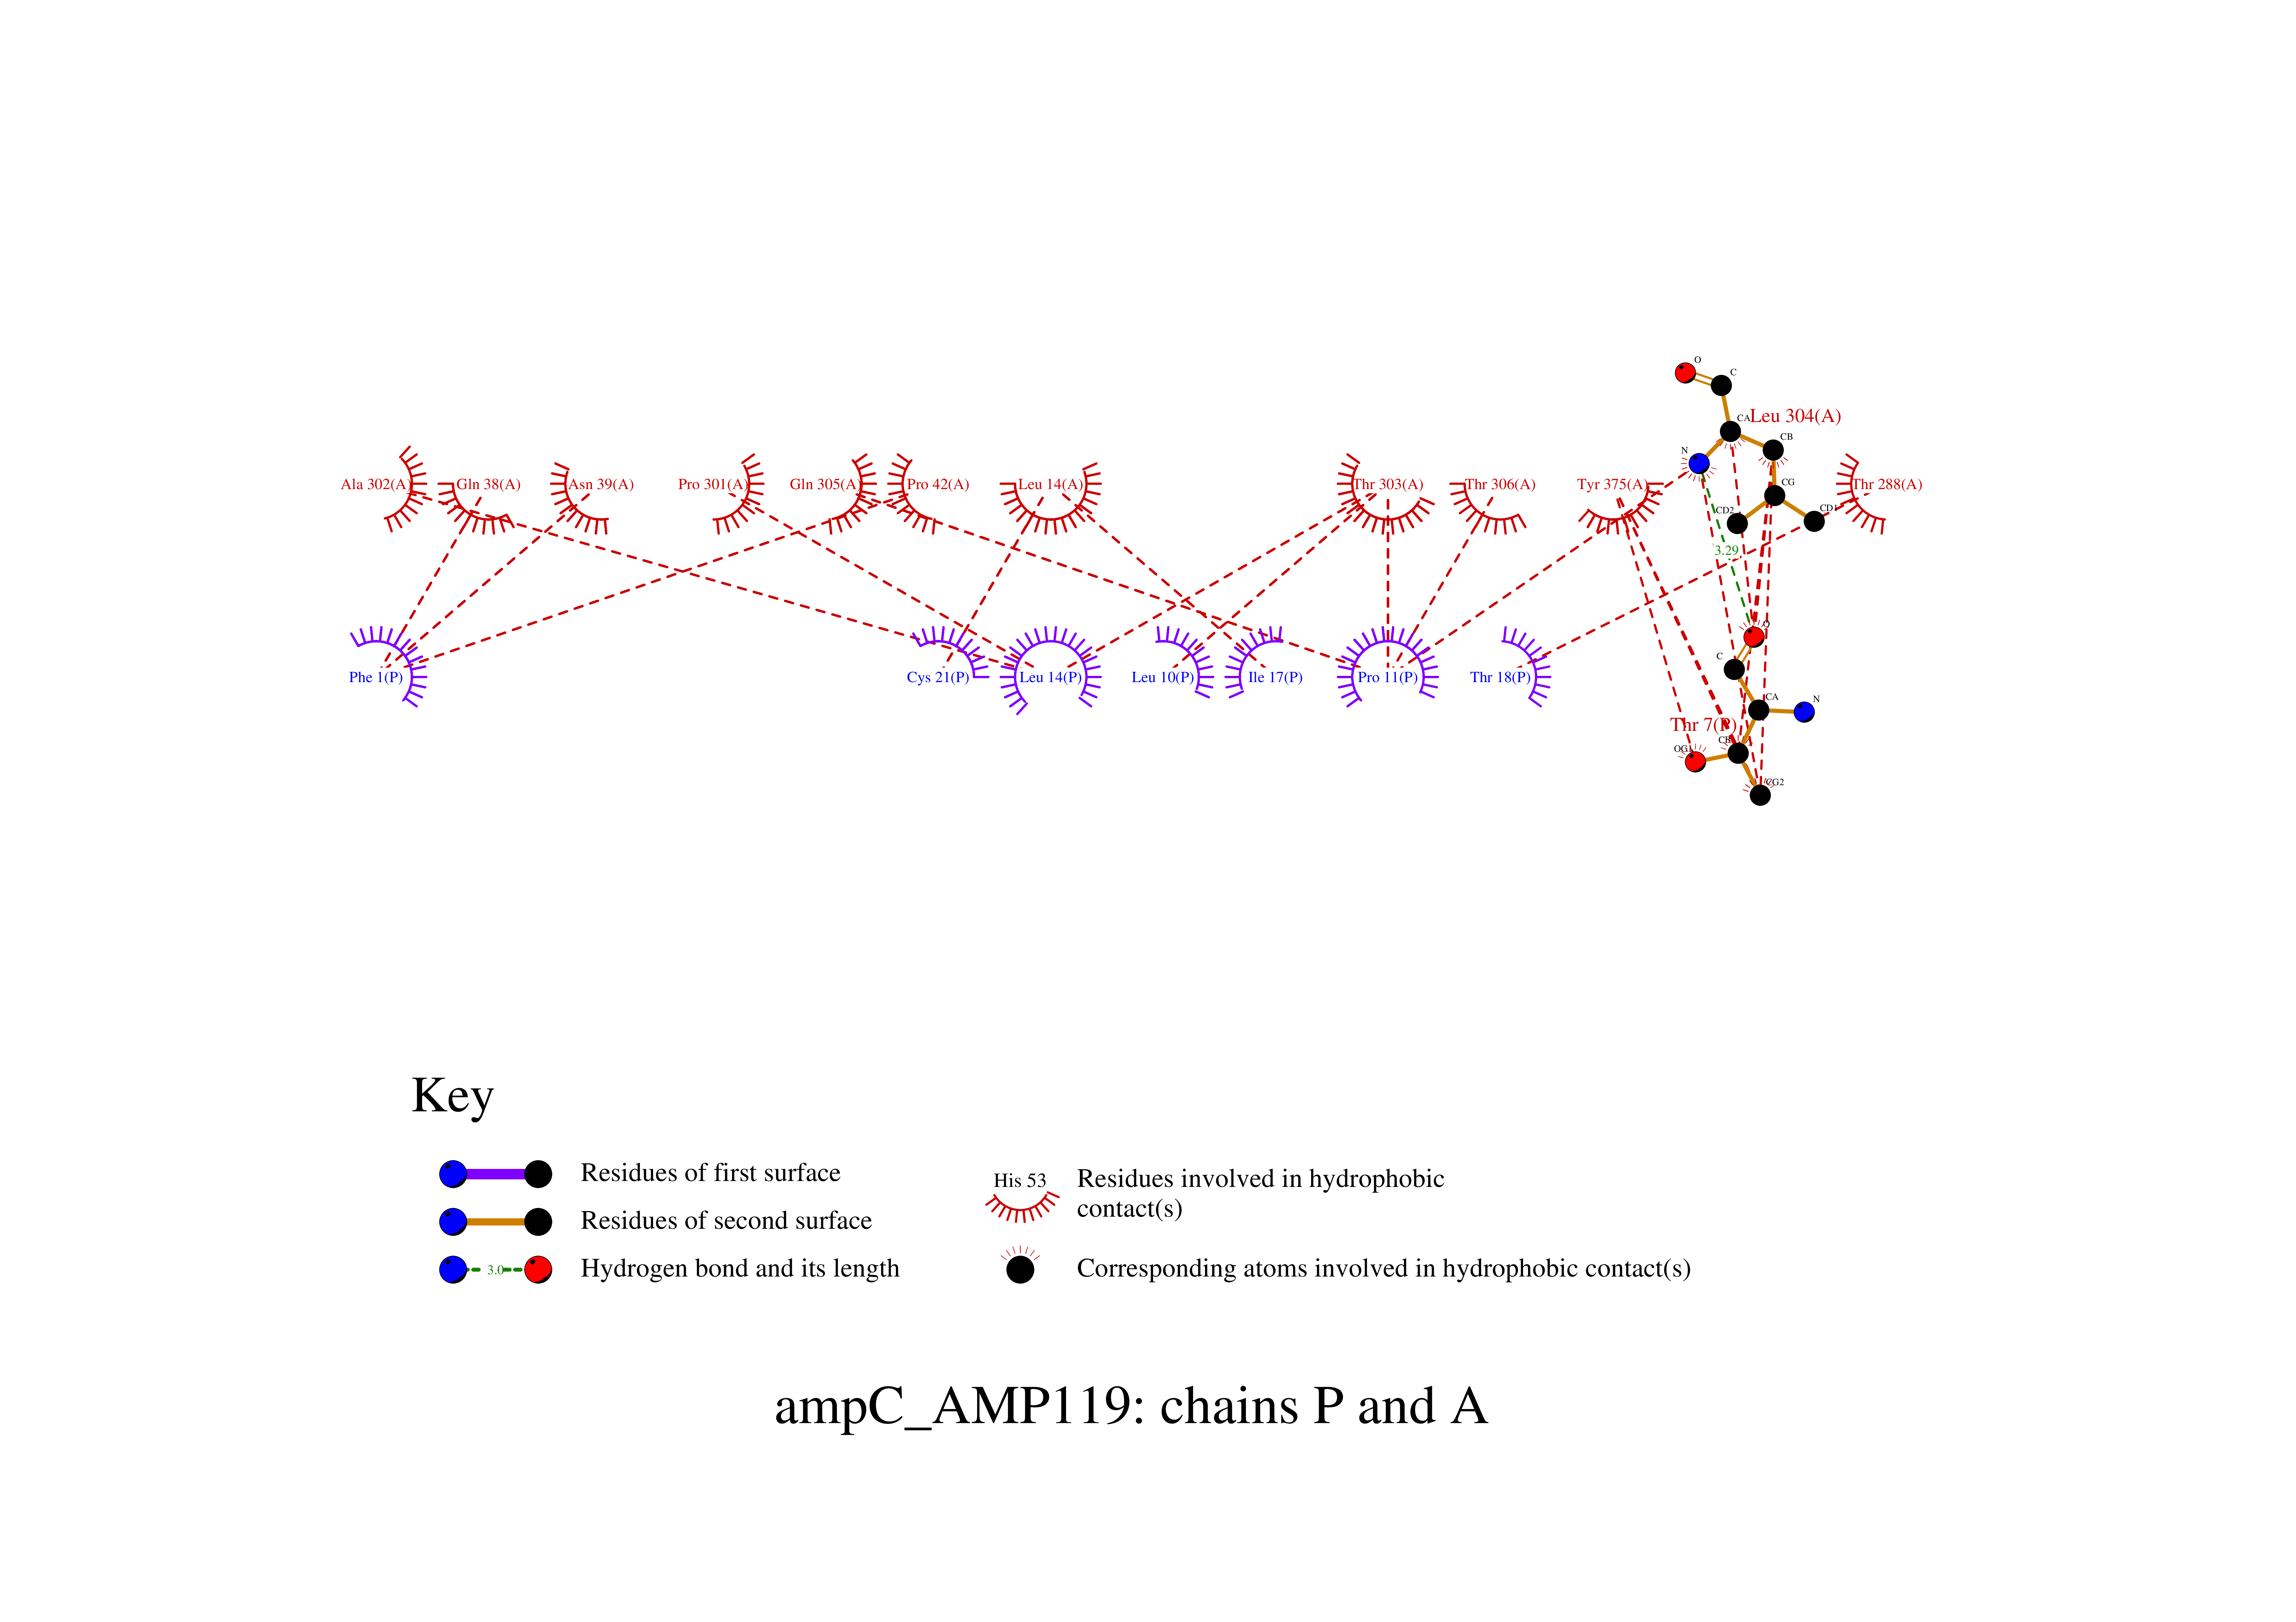 O
C
CA
Leu 304(A)
CB
N
Ala 302(A)
Gln 38(A)
Asn 39(A)
Pro 301(A)
Gln 305(A)
Pro 42(A)
Leu 14(A)
Thr 303(A)
Thr 306(A)
Tyr 375(A)
Thr 288(A)
CG
CD2
CD1
3.29
O
C
Phe 1(P)
Cys 21(P)
Leu 14(P)
Leu 10(P)
Ile 17(P)
Pro 11(P)
Thr 18(P)
CA
N
Thr 7(P)
CB
OG1
CG2
Key
Residues of first surface
Residues of second surface
3.0
Hydrogen bond and its length
His 53
Residues involved in hydrophobic
contact(s)
Corresponding atoms involved in hydrophobic contact(s)
ampC_AMP119: chains P and A